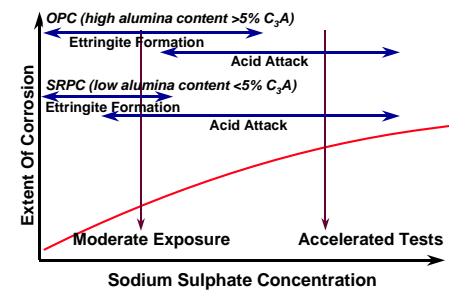 OPC (high alumina content >5% C₃A)
Ettringite Formation
Acid Attack
SRPC (low alumina content <5% C₃A)
Ettringite Formation
Acid Attack
Extent Of Corrosion
Moderate Exposure
Accelerated Tests
Sodium Sulphate Concentration